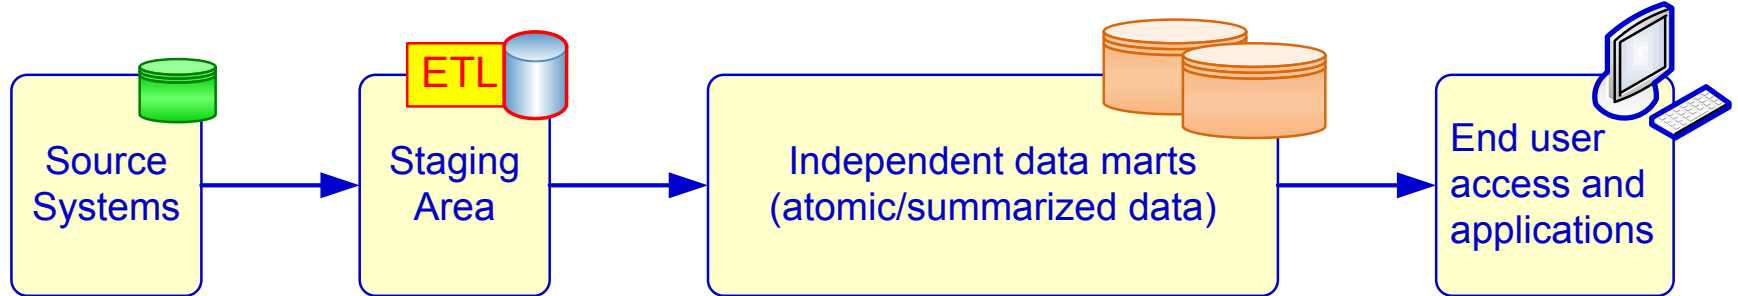 Source
Systems
ETL
Staging
Area
Independent data marts
(atomic/summarized data)
End user
access and
applications